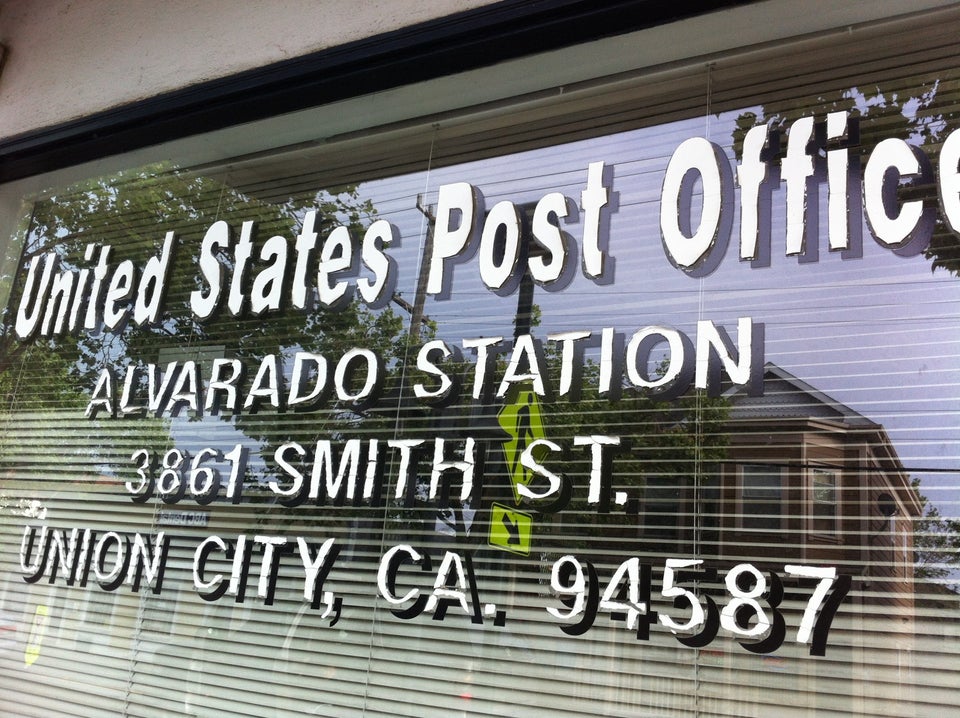 United States Post Office
ALVARADO STATION
3861 SMITH ST.
UNION CITY, CA. 94587